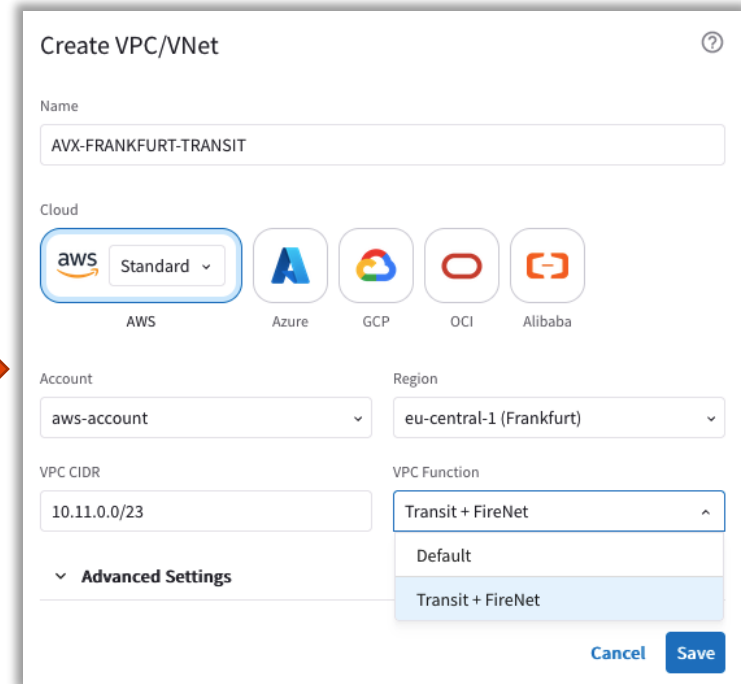 Create VPC/VNet
Name
AVX-FRANKFURT-TRANSIT
Cloud
aws Standard
AWS Azure GCP OCI Alibaba
Account Region
aws-account eu-central-1 (Frankfurt)
VPC CIDR VPC Function
10.11.0.0/23 Transit + FireNet
Default
Advanced Settings
Transit + FireNet
Cancel Save